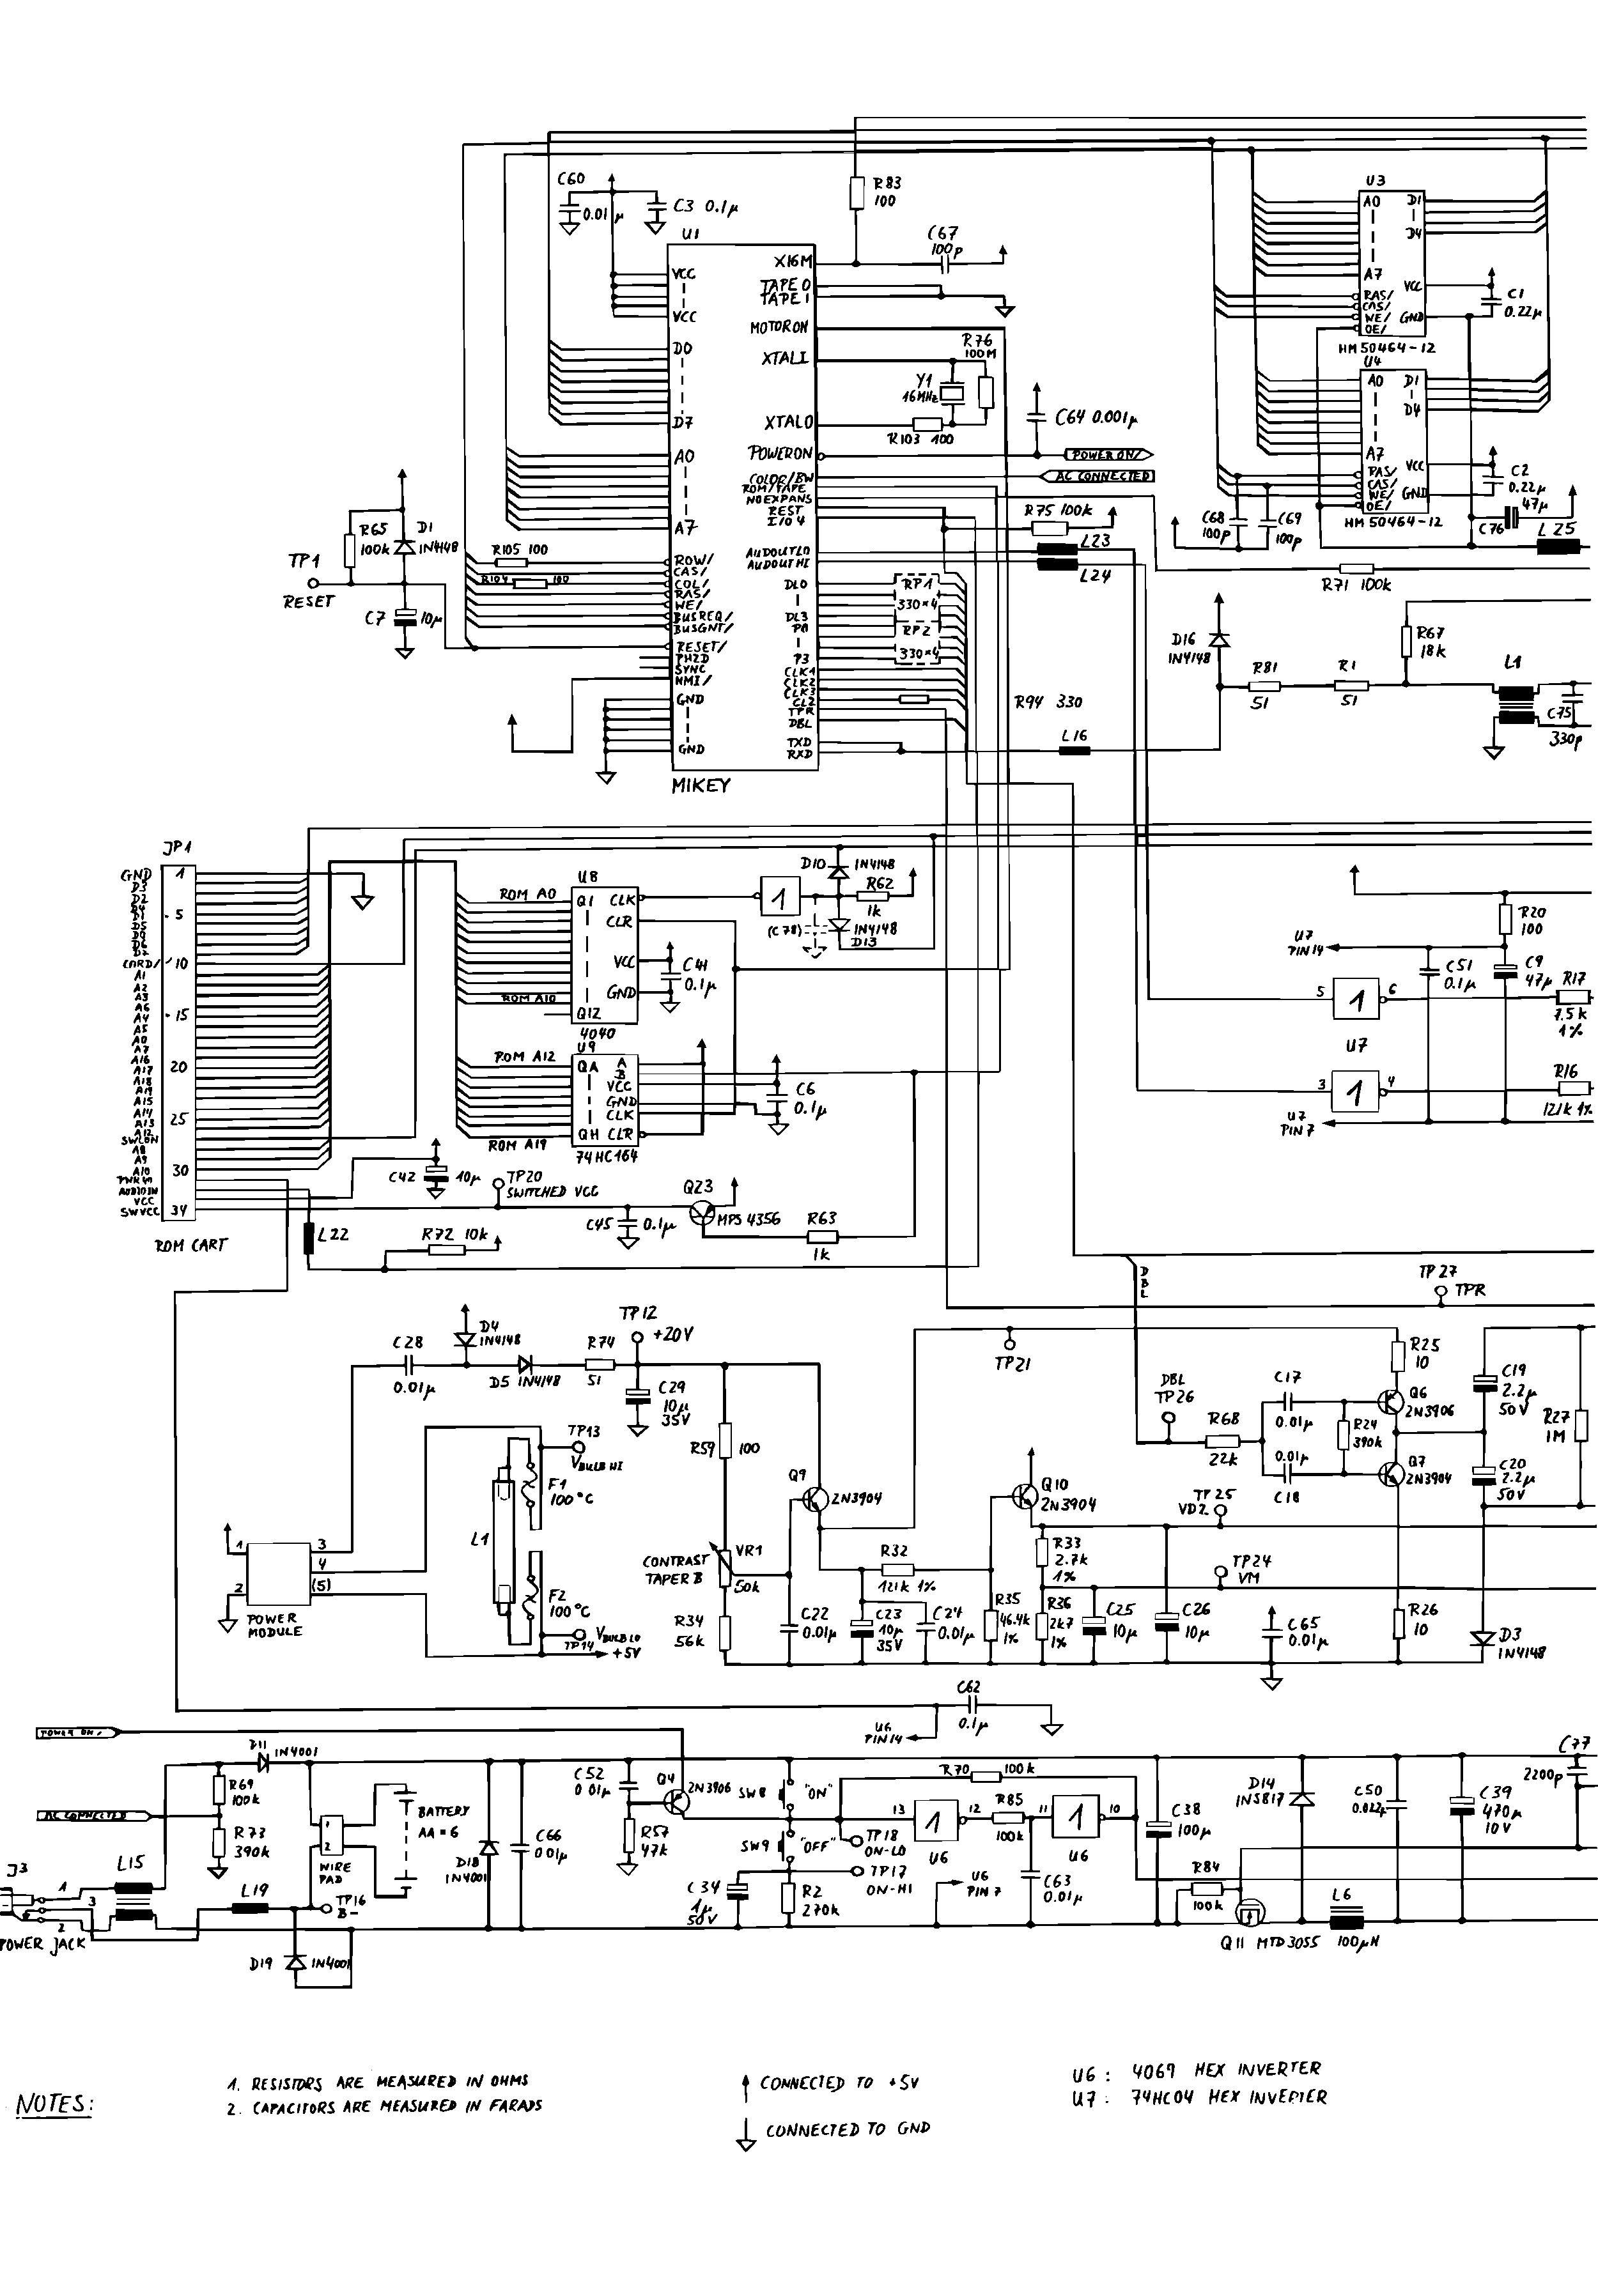 C60
0.01 µ
C3 0.1µ
R83
100
C67
100p
U1
X16M
TAPE 0
TAPE 1
MOTORON
XTALI
XTALO
POWERON
COLOR/BW
ROM/TAPE
NOEXPANS
REST
I/O 4
AUDOUTLO
AUDOUTHI
DL0
DL3
P0
P3
CLK1
CLK2
CLK3
CL2
TPR
DBL
TXD
RXD
VCC
VCC
D0
D7
A0
A7
ROW/
CAS/
COL/
RAS/
WE/
BUSREQ/
BUSGNT/
RESET/
PH2D
SYNC
NMI/
GND
GND
MIKEY
R76
100M
Y1
16MHz
R103 100
C64 0.001µ
POWER ON/
AC CONNECTED
R75 100k
L23
L24
RP1
330×4
RP2
330×4
R94 330
L16
R65
100k
D1
1N4148
TP1
RESET
C7
10µ
R105 100
R104 100
U3
A0
A7
D1
D4
VCC
RAS/
CAS/
WE/
GND
OE/
HM 50464-12
C1
0.22µ
U4
A0
A7
D1
D4
VCC
RAS/
CAS/
WE/
GND
OE/
HM 50464-12
C2
0.22µ
47µ
C76
L25
C68
100p
C69
100p
R71 100k
D16
1N4148
R81
51
R1
51
R67
18k
L1
C75
330p
JP1
GND 1
D3
D2
D4
D1 5
D5
D0
D6
D7
CARD/ 10
A1
A2
A3
A6
A4 15
A5
A0
A7
A16
A17 20
A18
A19
A15
A14
A13 25
A12
SWLON
A8
A9
A10 30
PWR ON
AUDIO IN
VCC
SWVCC 34
ROM CART
U8
ROM A0
ROM A10
Q1
Q12
CLK
CLR
VCC
GND
4040
C41
0.1µ
U9
ROM A12
ROM A19
QA
QH
A
B
VCC
GND
CLK
CLR
74HC164
C6
0.1µ
D10
1N4148
R62
1k
1
(C78)
1N4148
D13
U7
PIN14
R20
100
C51
0.1µ
C9
47µ
R17
7.5k
1%
5 1 6
U7
3 1 4
R16
121k 1%
U7
PIN7
C42
10µ
TP20
SWITCHED VCC
Q23
MPS 4356
C45
0.1µ
R63
1k
L22
R72 10k
DBL
TP27
TPR
TP12
+20V
D4
1N4148
C28
0.01µ
D5 1N4148
R74
51
C29
10µ
35V
TP21
R25
10
C17
0.01µ
DBL
TP26
R68
22k
R24
390k
0.01µ
C18
Q6
2N3906
Q7
2N3904
C19
2.2µ
50V
C20
2.2µ
50V
R27
1M
TP13
VBULB HI
F1
100°C
L1
F2
100°C
VBULB LO
TP14
+5V
1
2
3
4
(5)
POWER
MODULE
R59 100
Q9
2N3904
Q10
2N3904
TP25
VD2
CONTRAST
TAPER B
VR1
50k
R34
56k
C22
0.01µ
R32
121k 1%
C23
10µ
35V
C24
0.01µ
R35
46.4k
1%
R33
2.7k
1%
R36
2k7
1%
C25
10µ
C26
10µ
TP24
VM
C65
0.01µ
R26
10
D3
1N4148
C62
0.1µ
U6
PIN14
POWER ON/
AC CONNECTED
D11
1N4001
R69
100k
R73
390k
1
2
WIRE
PAD
BATTERY
AA = 6
J3
1
3
2
POWER JACK
L15
L19
TP16
B-
D19
1N4001
D18
1N4001
C66
0.01µ
C52
0.01µ
Q4
2N3906
R57
47k
SW8
"ON"
SW9
"OFF"
C34
1µ
50V
R2
270k
R70 100k
13 1 12
U6
TP18
ON-LO
TP17
ON-HI
R85
100k
11 1 10
U6
U6
PIN 7
C63
0.01µ
C38
100µ
D14
1N5817
R84
100k
Q11 MTD3055
L6
100µH
C50
0.022µ
C39
470µ
10V
C77
2200p
NOTES:
1. RESISTORS ARE MEASURED IN OHMS
2. CAPACITORS ARE MEASURED IN FARADS
CONNECTED TO +5V
CONNECTED TO GND
U6 : 4069 HEX INVERTER
U7 : 74HC04 HEX INVERTER